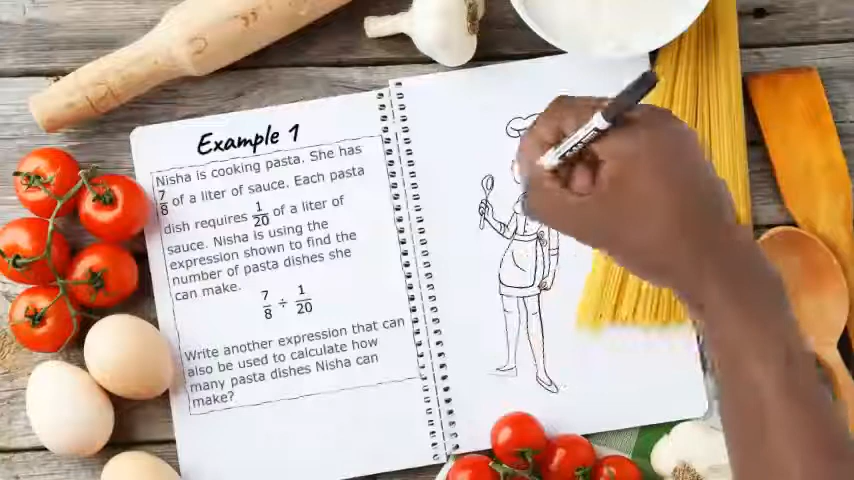 Example 1
Nisha is cooking pasta. She has
7/8 of a liter of sauce. Each pasta
dish requires 1/20 of a liter of
sauce. Nisha is using the
expression shown to find the
number of pasta dishes she
can make.
7/8 ÷ 1/20
Write another expression that can
also be used to calculate how
many pasta dishes Nisha can
make?